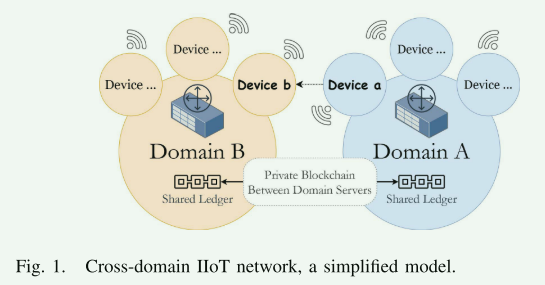 Device ...
Device ...
Device ...
Device b
Device a
Device ...
Device ...
Domain B
Domain A
Private Blockchain
Between Domain Servers
Shared Ledger
Shared Ledger
Fig. 1. Cross-domain IIoT network, a simplified model.